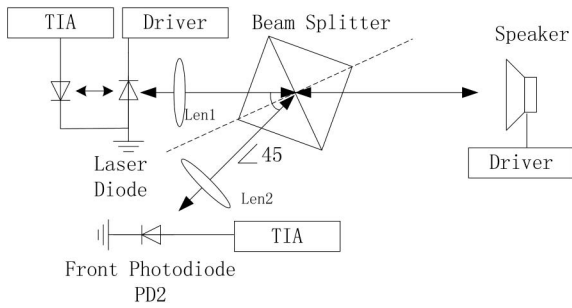 TIA
Driver
Beam Splitter
Speaker
Len1
Laser
Diode
∠45
Driver
Len2
TIA
Front Photodiode
PD2